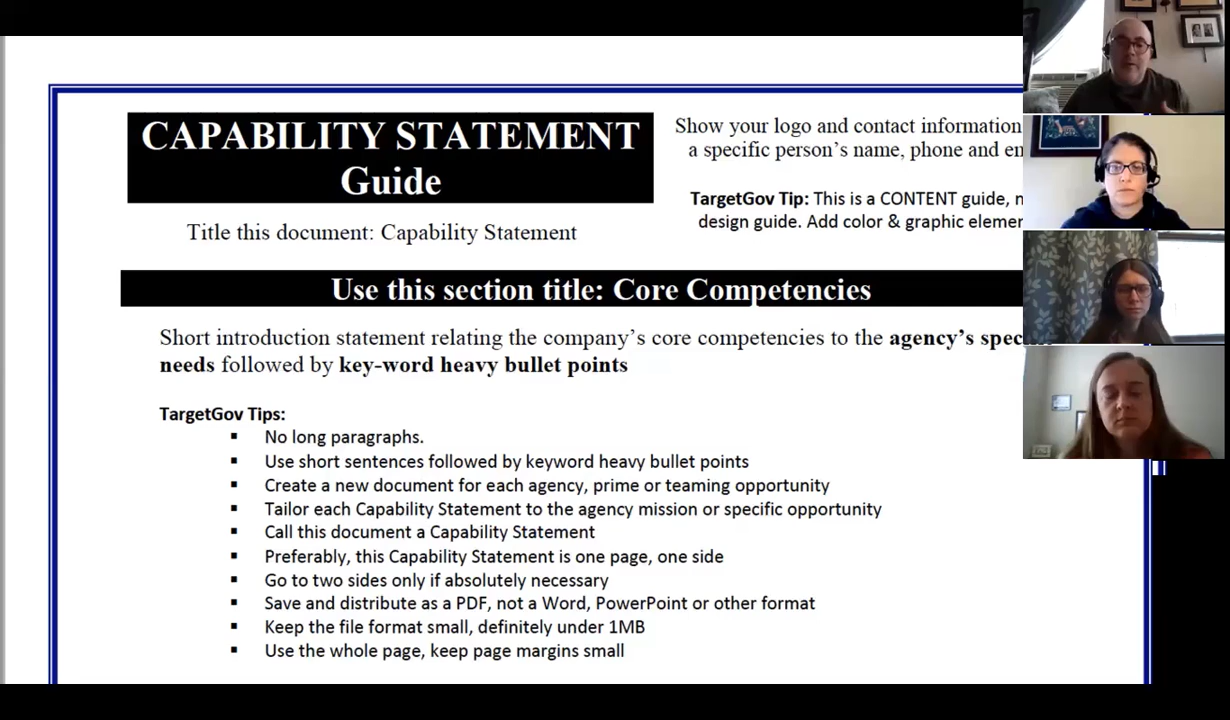 CAPABILITY STATEMENT
Guide
Title this document: Capability Statement
Show your logo and contact information
a specific person's name, phone and
TargetGov Tip: This is a CONTENT guide,
design guide. Add color & graphic
Use this section title: Core Competencies
Short introduction statement relating the company's core competencies to the agency's
needs followed by key-word heavy bullet points
TargetGov Tips:
▪ No long paragraphs.
▪ Use short sentences followed by keyword heavy bullet points
▪ Create a new document for each agency, prime or teaming opportunity
▪ Tailor each Capability Statement to the agency mission or specific opportunity
▪ Call this document a Capability Statement
▪ Preferably, this Capability Statement is one page, one side
▪ Go to two sides only if absolutely necessary
▪ Save and distribute as a PDF, not a Word, PowerPoint or other format
▪ Keep the file format small, definitely under 1MB
▪ Use the whole page, keep page margins small